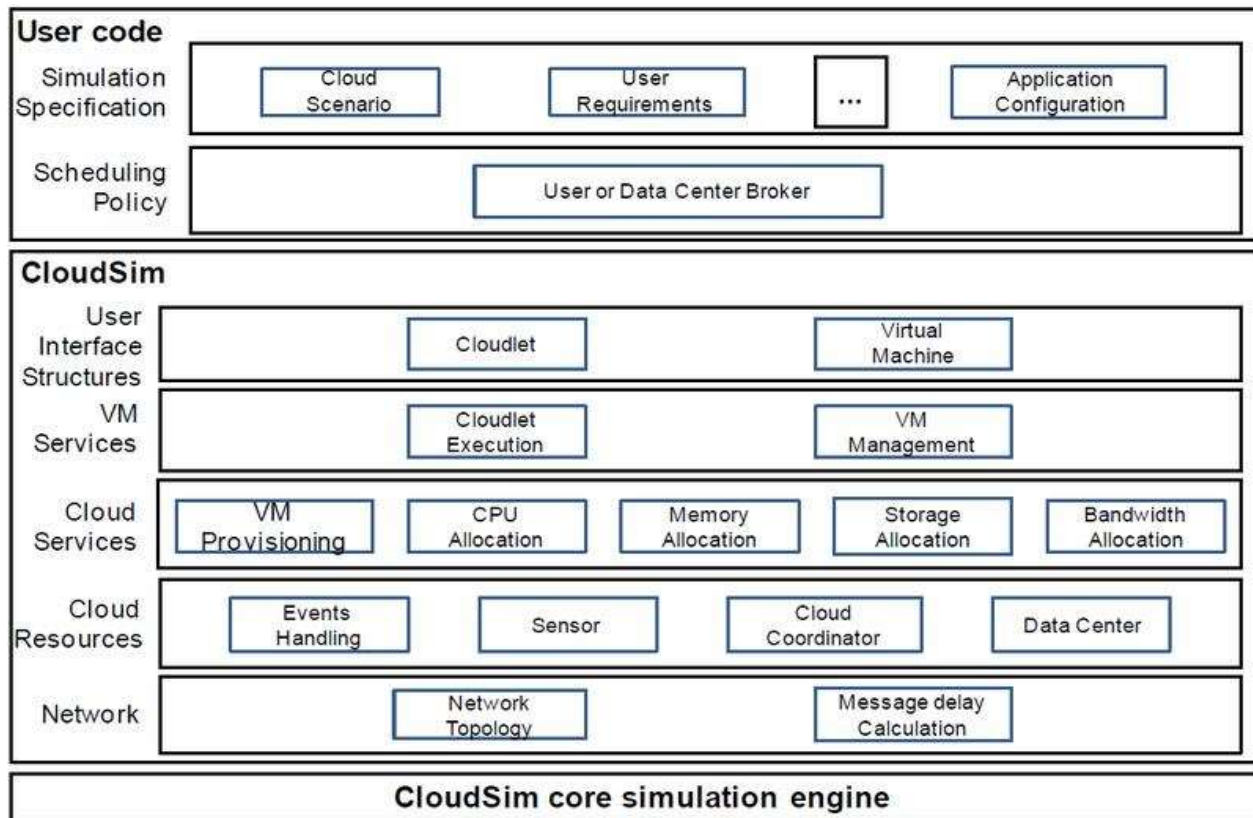 User code
Simulation
Specification
Cloud
Scenario
User
Requirements
...
Application
Configuration
Scheduling
Policy
User or Data Center Broker
CloudSim
User
Interface
Structures
Cloudlet
Virtual
Machine
VM
Services
Cloudlet
Execution
VM
Management
Cloud
Services
VM
Provisioning
CPU
Allocation
Memory
Allocation
Storage
Allocation
Bandwidth
Allocation
Cloud
Resources
Events
Handling
Sensor
Cloud
Coordinator
Data Center
Network
Network
Topology
Message delay
Calculation
CloudSim core simulation engine